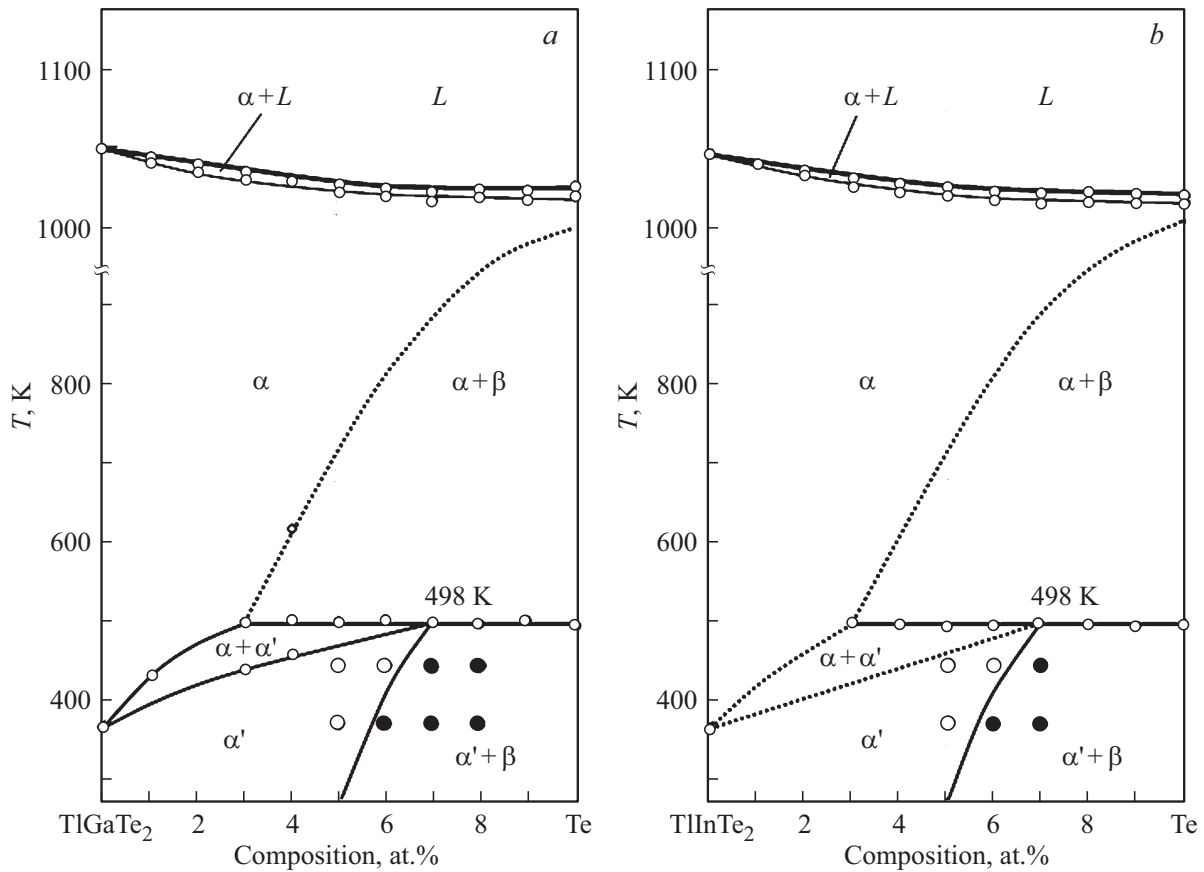 a
1100
α+L
L
1000
α
α+β
800
T, K
600
498 K
α+α'
400
α'
α'+β
TlGaTe2 2 4 6 8 Te
Composition, at.%
b
1100
α+L
L
1000
α
α+β
800
T, K
600
498 K
α+α'
400
α'
α'+β
TlInTe2 2 4 6 8 Te
Composition, at.%